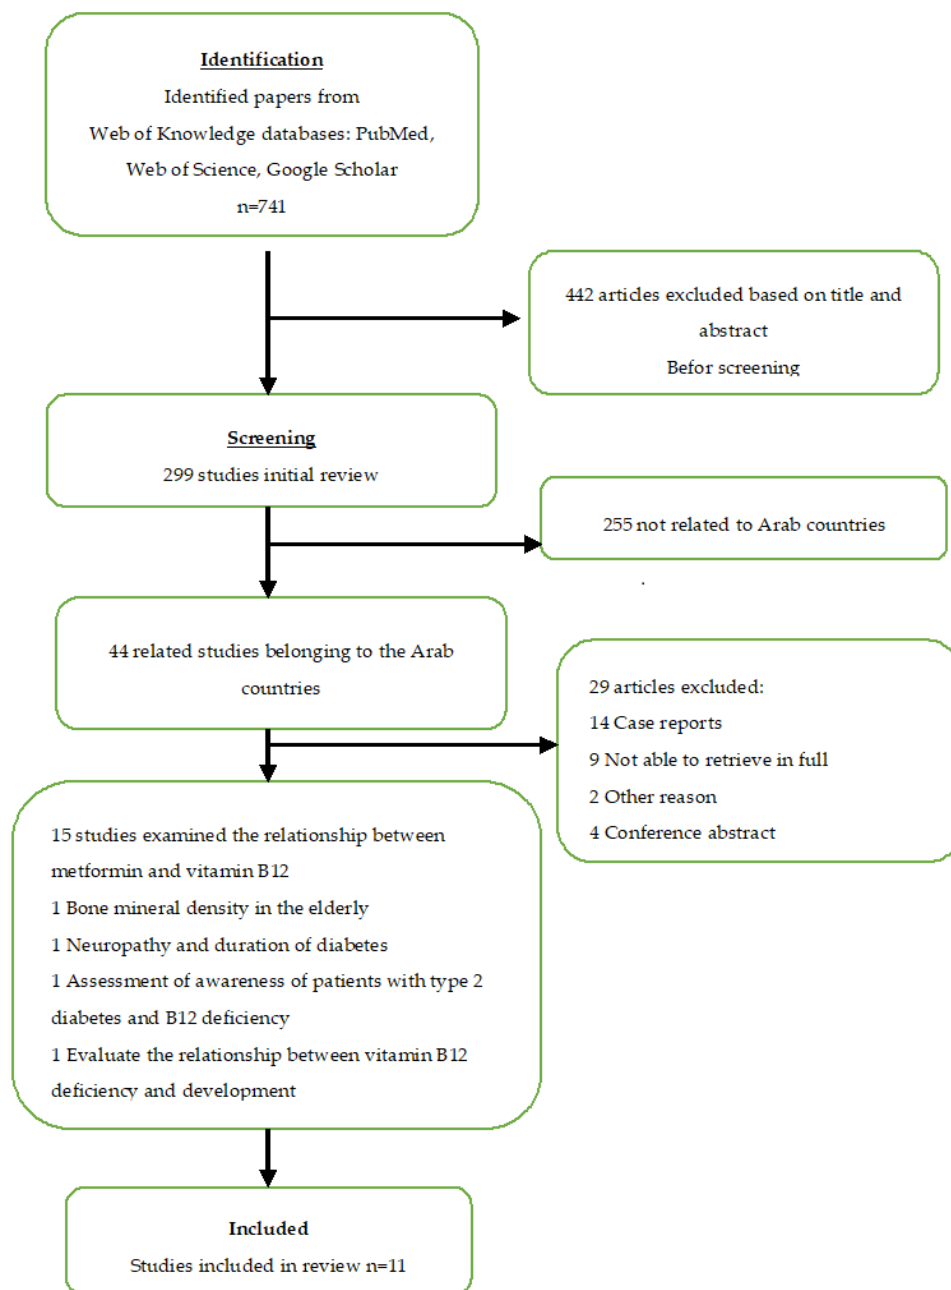 Identification
Identified papers from
Web of Knowledge databases: PubMed,
Web of Science, Google Scholar
n=741
442 articles excluded based on title and
abstract
Befor screening
Screening
299 studies initial review
255 not related to Arab countries
.
44 related studies belonging to the Arab
countries
29 articles excluded:
14 Case reports
9 Not able to retrieve in full
2 Other reason
4 Conference abstract
15 studies examined the relationship between
metformin and vitamin B12
1 Bone mineral density in the elderly
1 Neuropathy and duration of diabetes
1 Assessment of awareness of patients with type 2
diabetes and B12 deficiency
1 Evaluate the relationship between vitamin B12
deficiency and development
Included
Studies included in review n=11